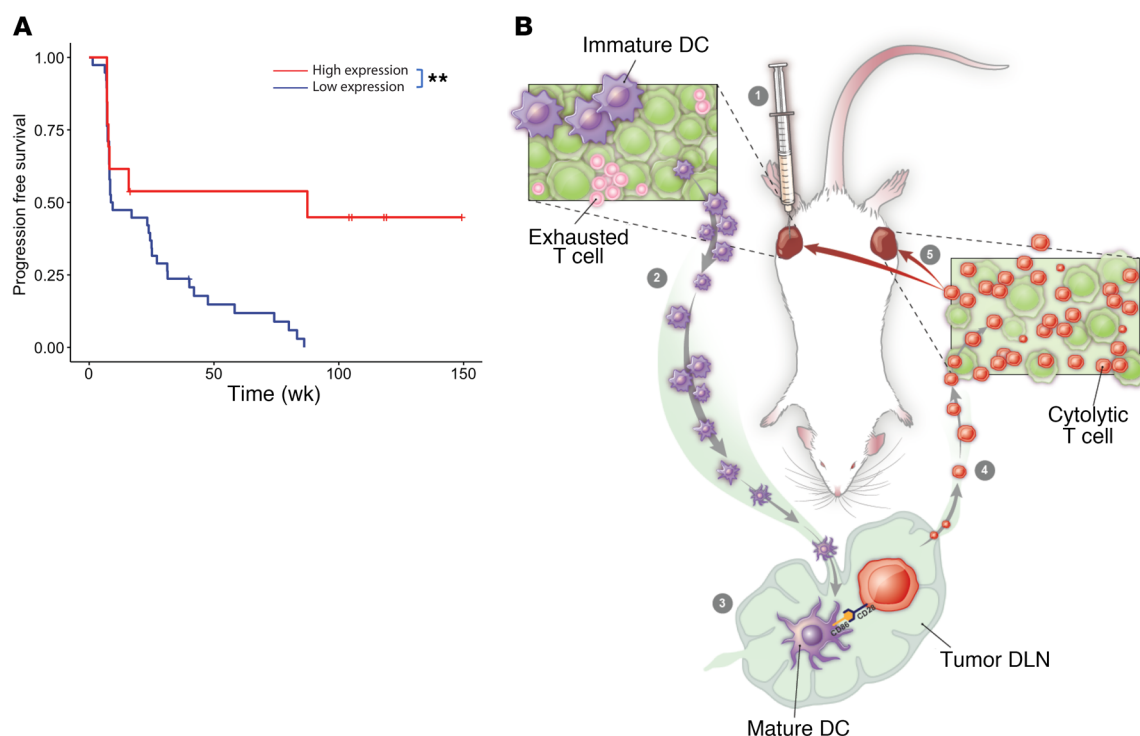 A
1.00
0.75
0.50
0.25
0.00
Progression free survival
0
50
100
150
Time (wk)
High expression
Low expression
**
B
Immature DC
1
Exhausted
T cell
2
5
Cytolytic
T cell
4
3
CD86
CD28
Tumor DLN
Mature DC